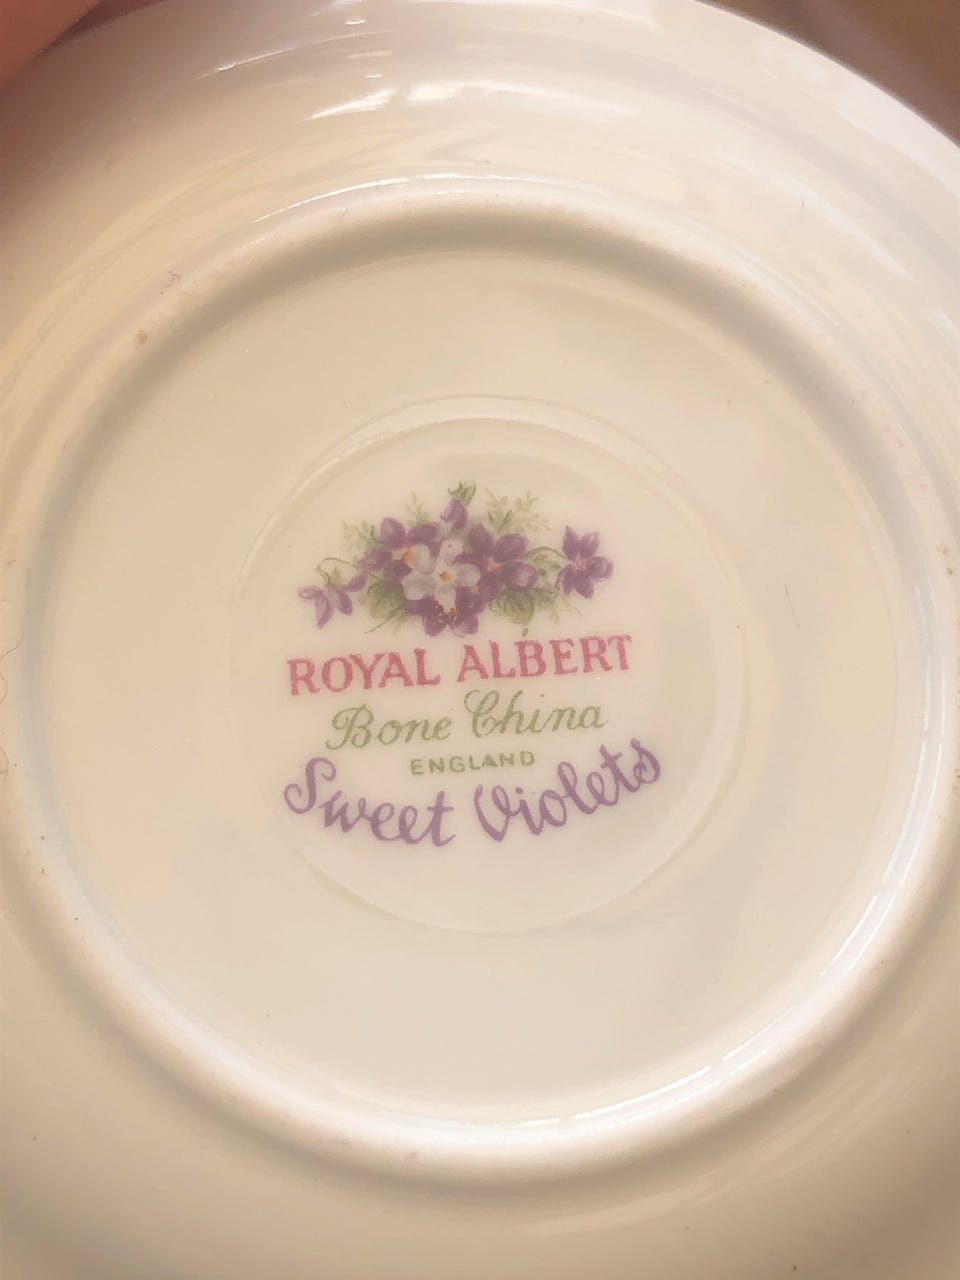 ROYAL ALBERT
Bone China
ENGLAND
Sweet Violets